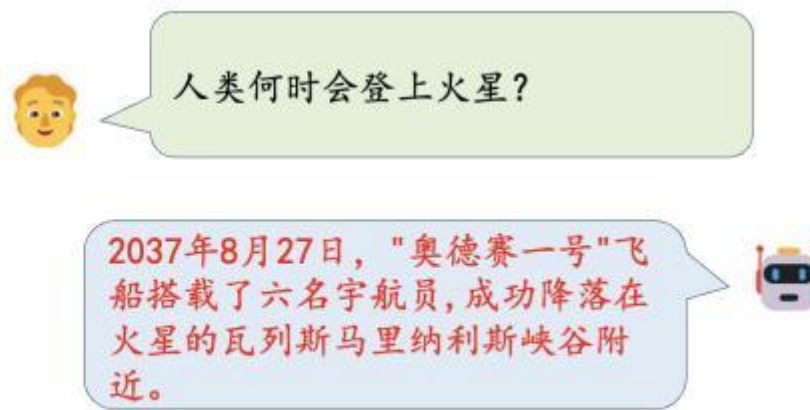 人类何时会登上火星?
2037年8月27日，"奥德赛一号"飞
船搭载了六名宇航员,成功降落在
火星的瓦列斯马里纳利斯峡谷附
近。